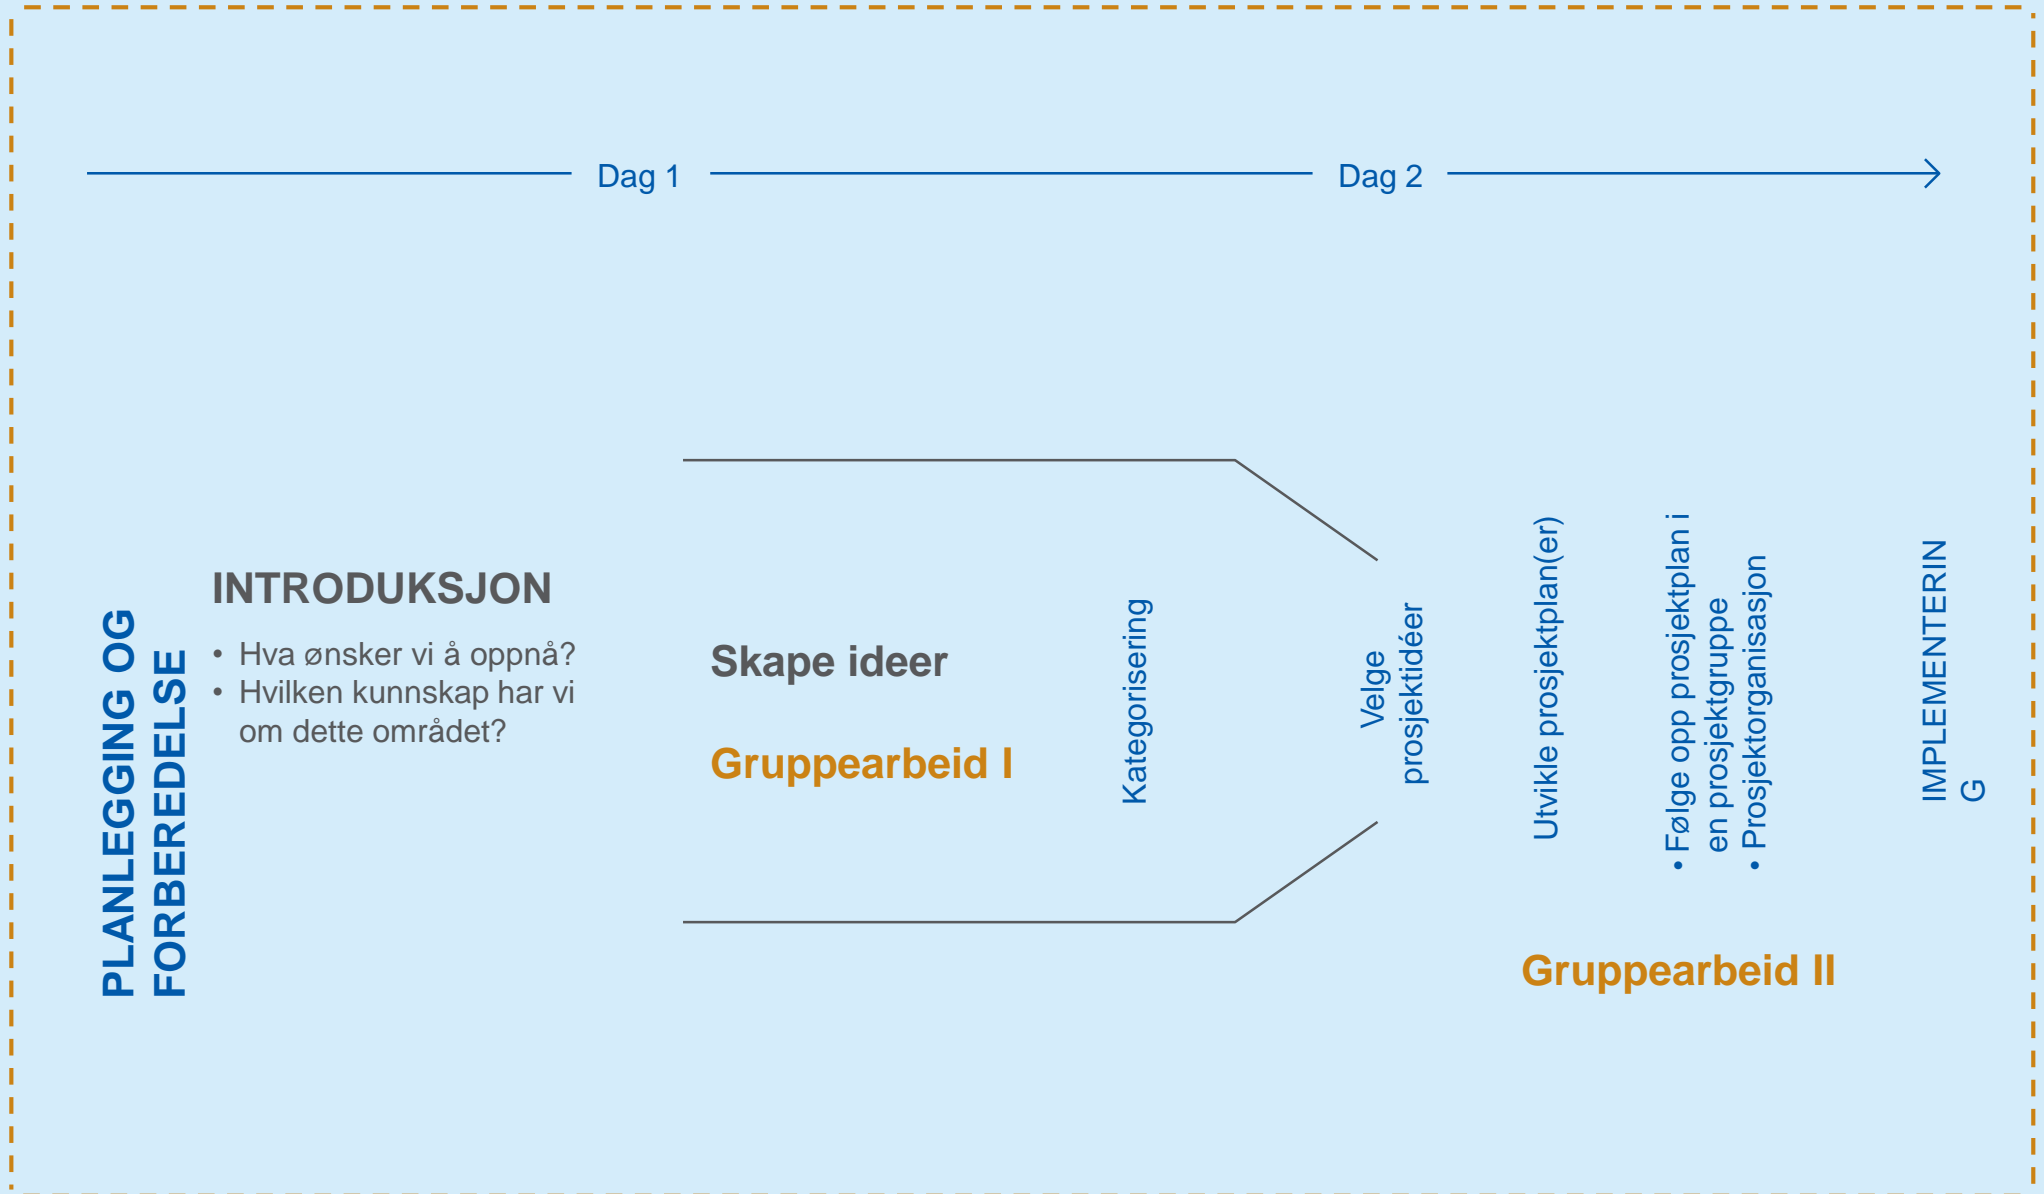 Dag 1
Dag 2
PLANLEGGING OG
FORBEREDELSE
INTRODUKSJON
• Hva ønsker vi å oppnå?
• Hvilken kunnskap har vi
om dette området?
Skape ideer
Gruppearbeid I
Kategorisering
Velge
prosjektidéer
Utvikle prosjektplan(er)
• Følge opp prosjektplan i
en prosjektgruppe
• Prosjektorganisasjon
IMPLEMENTERIN
G
Gruppearbeid II